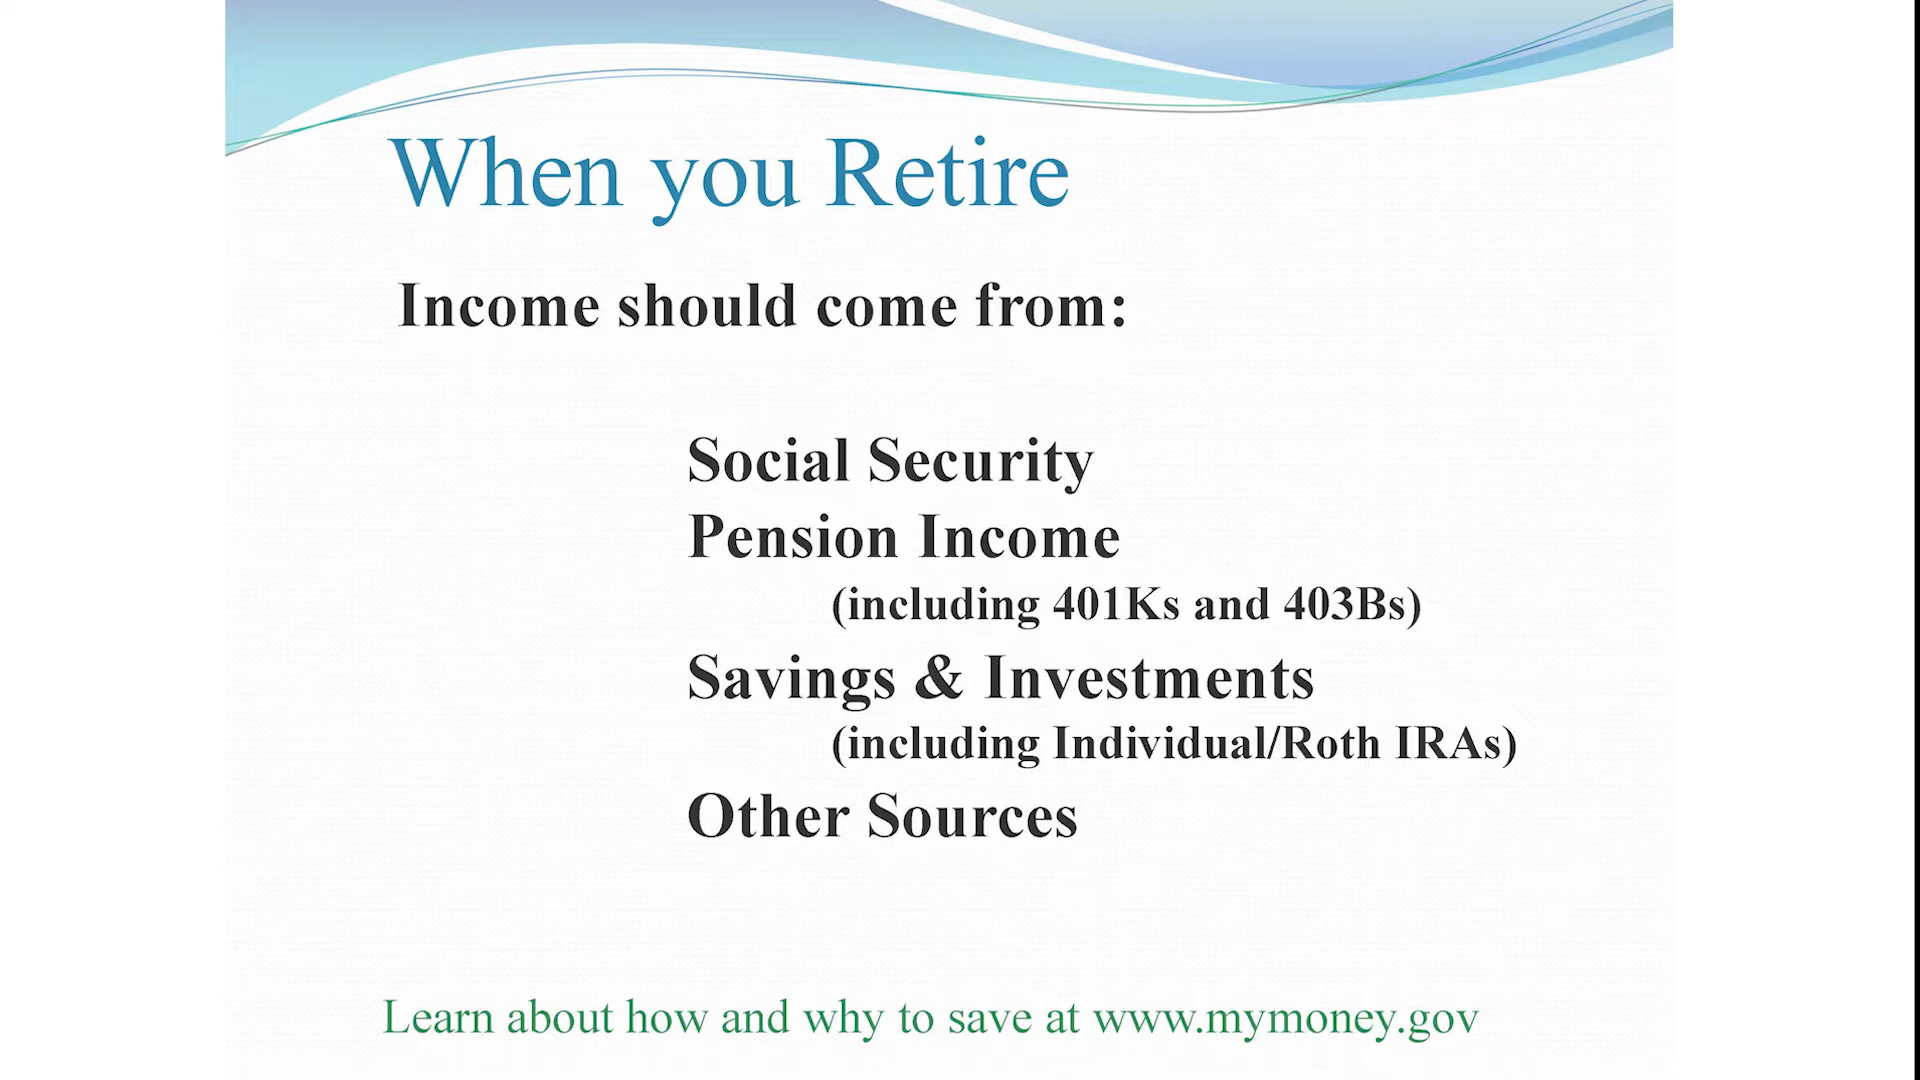 When you Retire
Income should come from:
Social Security
Pension Income
(including 401Ks and 403Bs)
Savings & Investments
(including Individual/Roth IRAs)
Other Sources
Learn about how and why to save at www.mymoney.gov